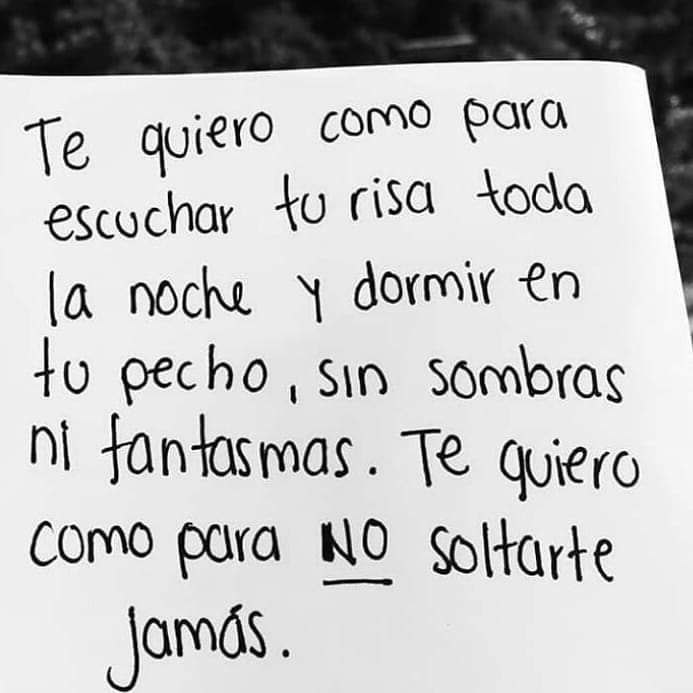 Te quiero como para
escuchar tu risa toda
la noche y dormir en
tu pecho, sin sombras
ni fantasmas. Te quiero
como para NO soltarte
jamás.